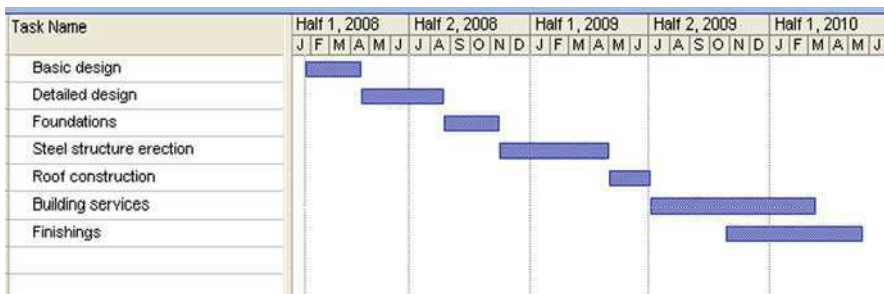 Task Name
Half 1, 2008 Half 2, 2008 Half 1, 2009 Half 2, 2009 Half 1, 2010
J F M A M J J A S O N D J F M A M J J A S O N D J F M A M J
Basic design
Detailed design
Foundations
Steel structure erection
Roof construction
Building services
Finishings